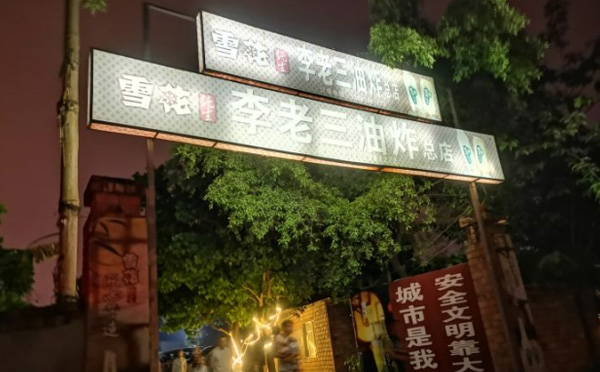 雪花 李老三油炸总店
雪花 李老三油炸总店
安全文明靠大
城市是我